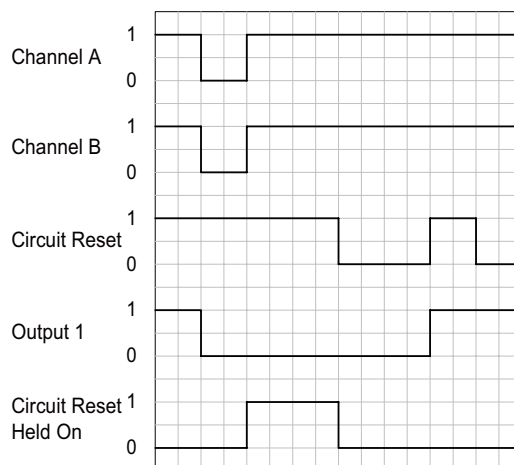 1
Channel A
0
1
Channel B
0
1
Circuit Reset
0
1
Output 1
0
Circuit Reset 1
Held On
0